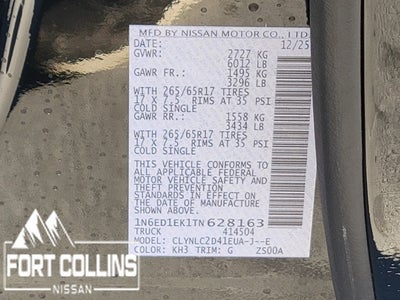 MFD BY NISSAN MOTOR CO., LTD
DATE: 12/25
GVWR: 2727 KG
6012 LB
GAWR FR.: 1495 KG
3296 LB
WITH 265/65R17 TIRES
17 X 7.5 RIMS AT 35 PSI
COLD SINGLE
GAWR RR.: 1558 KG
3434 LB
WITH 265/65R17 TIRES
17 X 7.5 RIMS AT 35 PSI
COLD SINGLE
THIS VEHICLE CONFORMS TO
ALL APPLICABLE FEDERAL
MOTOR VEHICLE SAFETY AND
THEFT PREVENTION
STANDARDS IN EFFECT ON
THE DATE OF MANUFACTURE
SHOWN ABOVE
1N6ED1EK1TN628163
TRUCK 414504
MODEL: CLYNLC2D41EUA-J--E
COLOR: KH3 TRIM: G ZS00A
FORT COLLINS
NISSAN